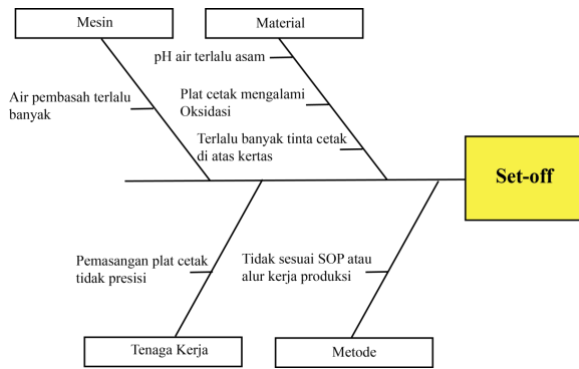 Mesin
Material
pH air terlalu asam
Air pembasah terlalu
banyak
Plat cetak mengalami
Oksidasi
Terlalu banyak tinta cetak
di atas kertas
Set-off
Pemasangan plat cetak
tidak presisi
Tidak sesuai SOP atau
alur kerja produksi
Tenaga Kerja
Metode